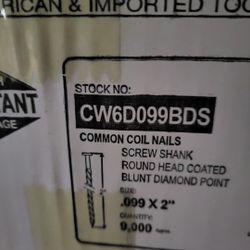 RICAN & IMPORTED TOO
STOCK NO:
CW6D099BDS
TANT
AGE
COMMON COIL NAILS
SCREW SHANK
ROUND HEAD COATED
BLUNT DIAMOND POINT
SIZE:
.099 X 2"
QUANTITY:
9,000